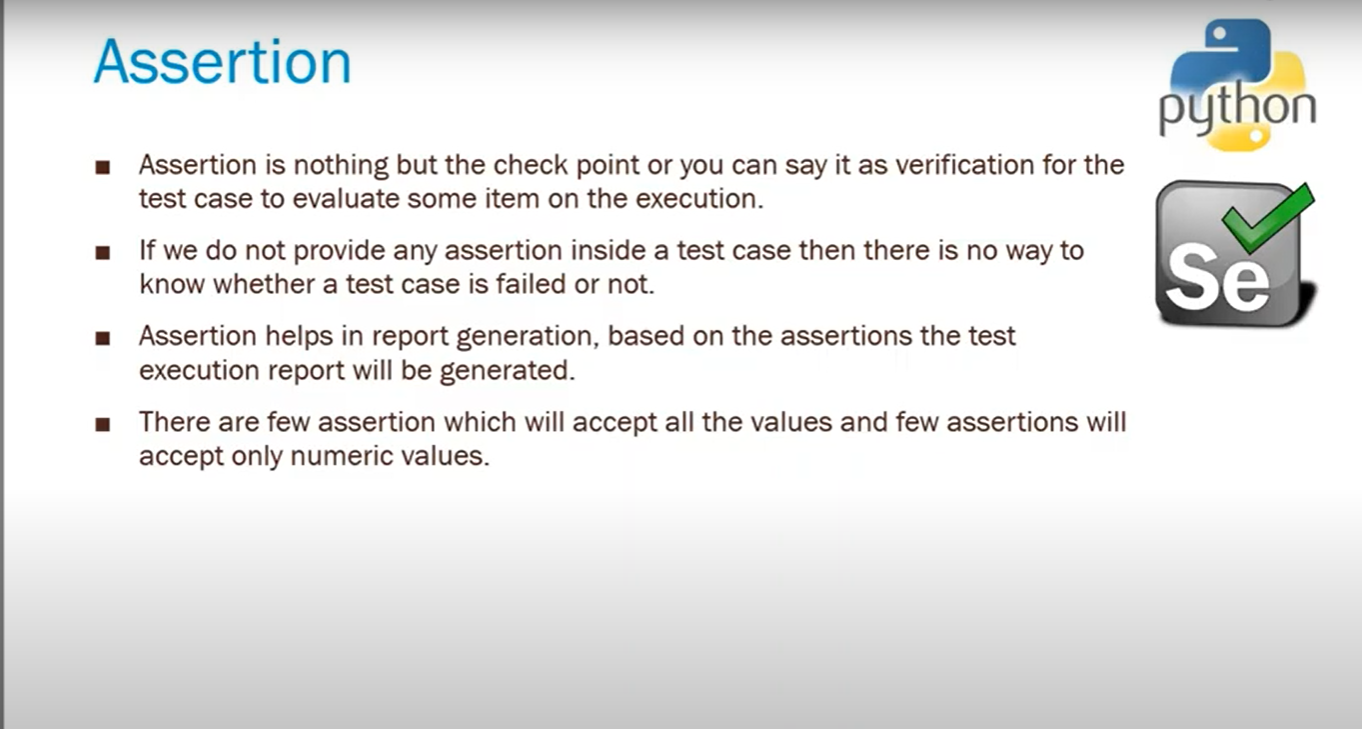 Assertion
python
■ Assertion is nothing but the check point or you can say it as verification for the
test case to evaluate some item on the execution.
Se
■ If we do not provide any assertion inside a test case then there is no way to
know whether a test case is failed or not.
■ Assertion helps in report generation, based on the assertions the test
execution report will be generated.
■ There are few assertion which will accept all the values and few assertions will
accept only numeric values.